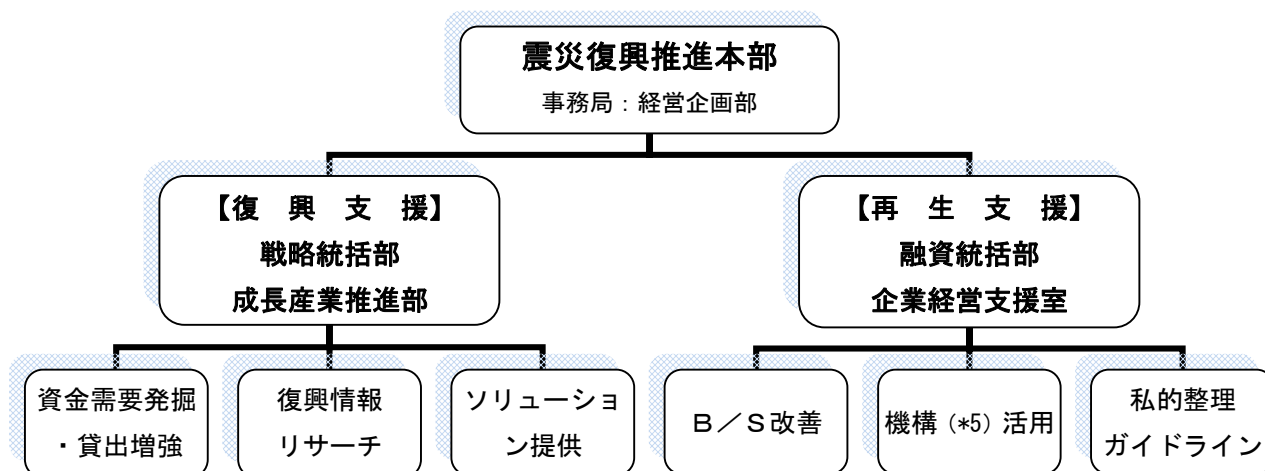 震災復興推進本部
事務局：経営企画部
【復　興　支　援】
戦略統括部
成長産業推進部
【再　生　支　援】
融資統括部
企業経営支援室
資金需要発掘
・貸出増強
復興情報
リサーチ
ソリューショ
ン提供
Ｂ／Ｓ改善
機構（*5）活用
私的整理
ガイドライン